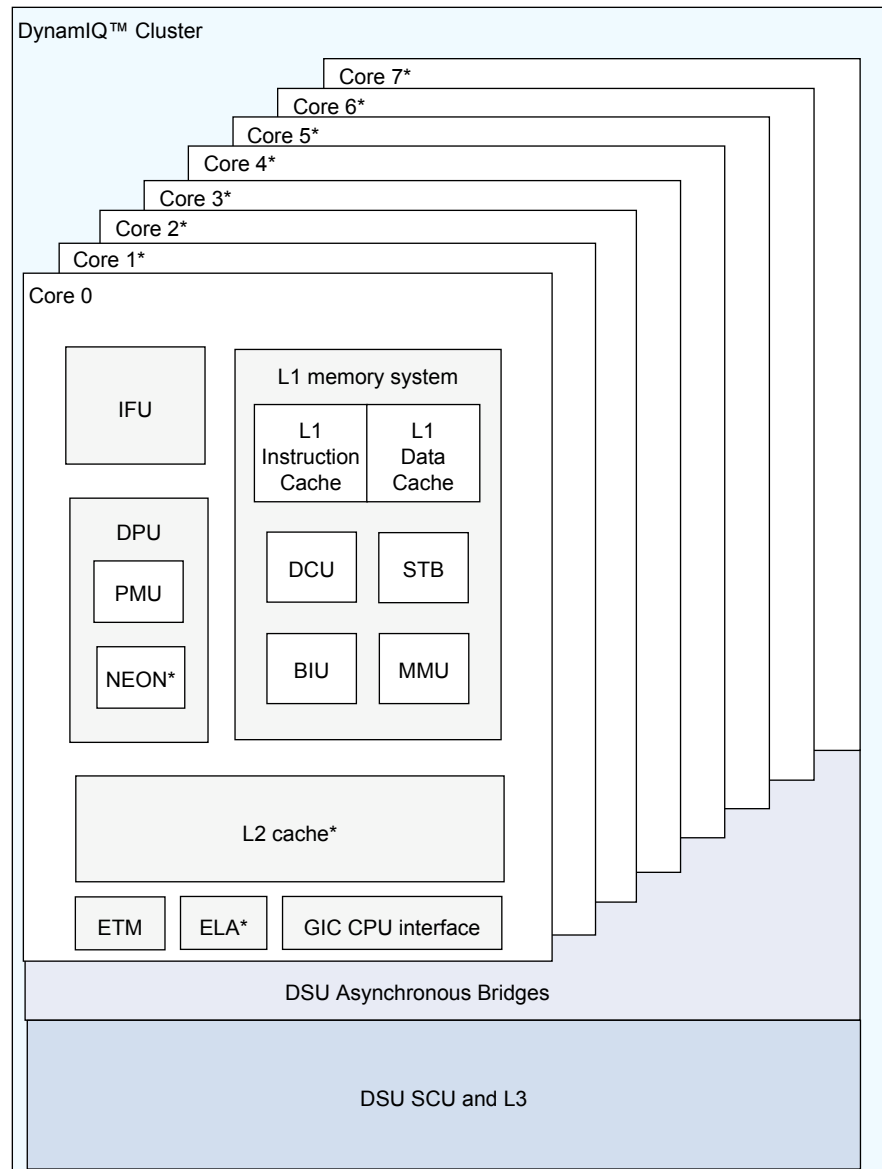 DynamIQ™ Cluster
Core 7*
Core 6*
Core 5*
Core 4*
Core 3*
Core 2*
Core 1*
Core 0
IFU
L1 memory system
L1
Instruction
Cache
L1
Data
Cache
DPU
PMU
NEON*
DCU
STB
BIU
MMU
L2 cache*
ETM
ELA*
GIC CPU interface
DSU Asynchronous Bridges
DSU SCU and L3